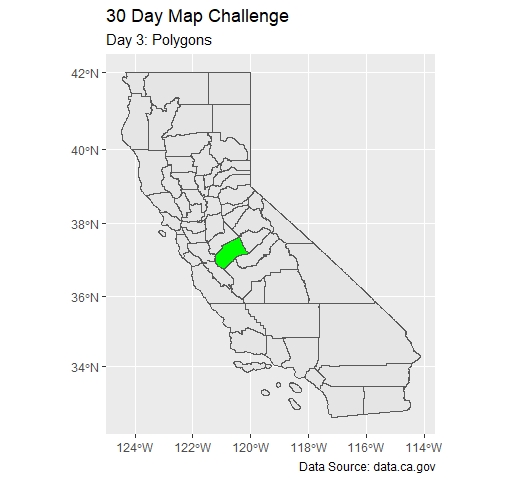 30 Day Map Challenge
Day 3: Polygons
42°N
40°N
38°N
36°N
34°N
124°W 122°W 120°W 118°W 116°W 114°W
Data Source: data.ca.gov